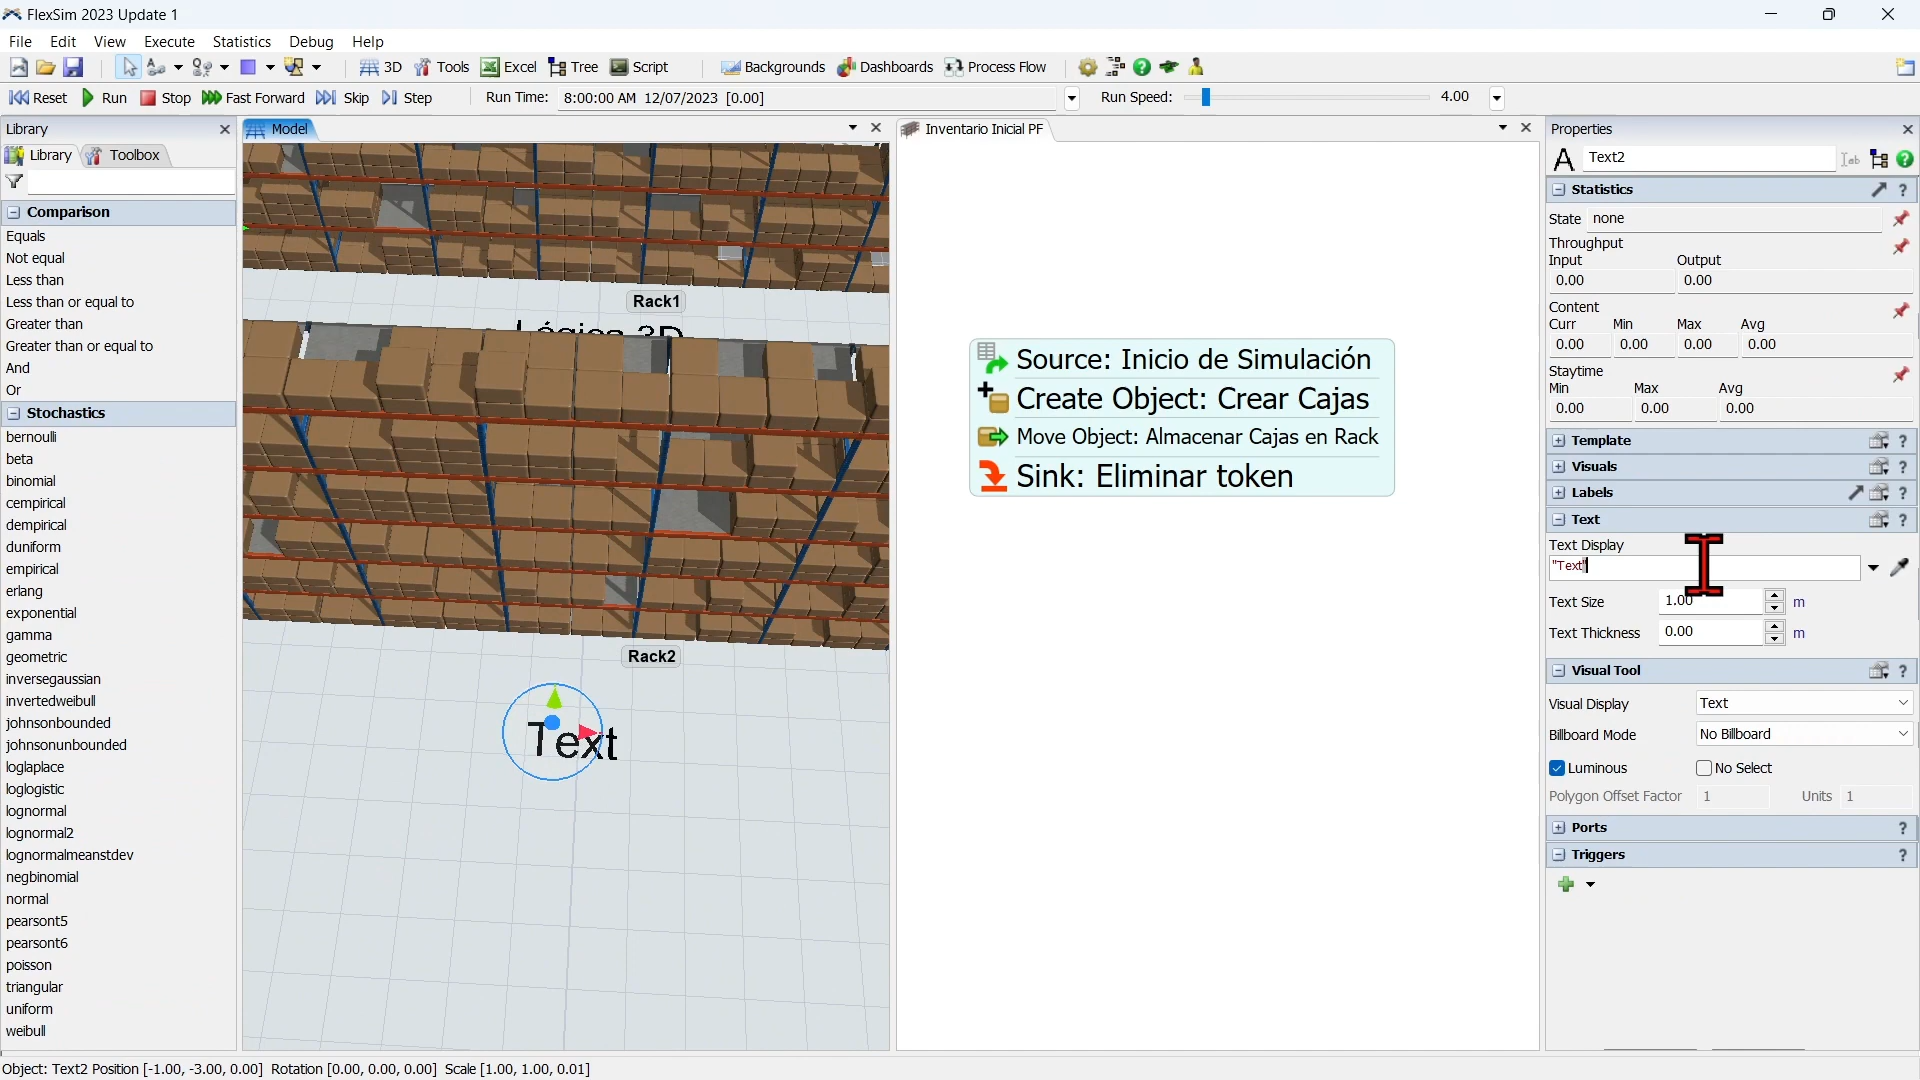 FlexSim 2023 Update 1
File Edit View Execute Statistics Debug Help
3D Tools Excel Tree Script Backgrounds Dashboards Process Flow
Reset Run Stop Fast Forward Skip Step Run Time: 8:00:00 AM 12/07/2023 [0.00] Run Speed: 4.00
Library
Library Toolbox
Comparison
Equals
Not equal
Less than
Less than or equal to
Greater than
Greater than or equal to
And
Or
Stochastics
bernoulli
beta
binomial
cempirical
dempirical
duniform
empirical
erlang
exponential
gamma
geometric
inversegaussian
invertedweibull
johnsonbounded
johnsonunbounded
loglaplace
loglogistic
lognormal
lognormal2
lognormalmeanstdev
negbinomial
normal
pearsont5
pearsont6
poisson
triangular
uniform
weibull
Model
Rack1
Lógica 3D
Rack2
Text
Inventario Inicial PF
Source: Inicio de Simulación
Create Object: Crear Cajas
Move Object: Almacenar Cajas en Rack
Sink: Eliminar token
Properties
Text2
Statistics
State none
Throughput
Input Output
0.00 0.00
Content
Curr Min Max Avg
0.00 0.00 0.00 0.00
Staytime
Min Max Avg
0.00 0.00 0.00
Template
Visuals
Labels
Text
Text Display
"Text"
Text Size 1.00 m
Text Thickness 0.00 m
Visual Tool
Visual Display Text
Billboard Mode No Billboard
Luminous No Select
Polygon Offset Factor 1 Units 1
Ports
Triggers
Object: Text2 Position [-1.00, -3.00, 0.00] Rotation [0.00, 0.00, 0.00] Scale [1.00, 1.00, 0.01]